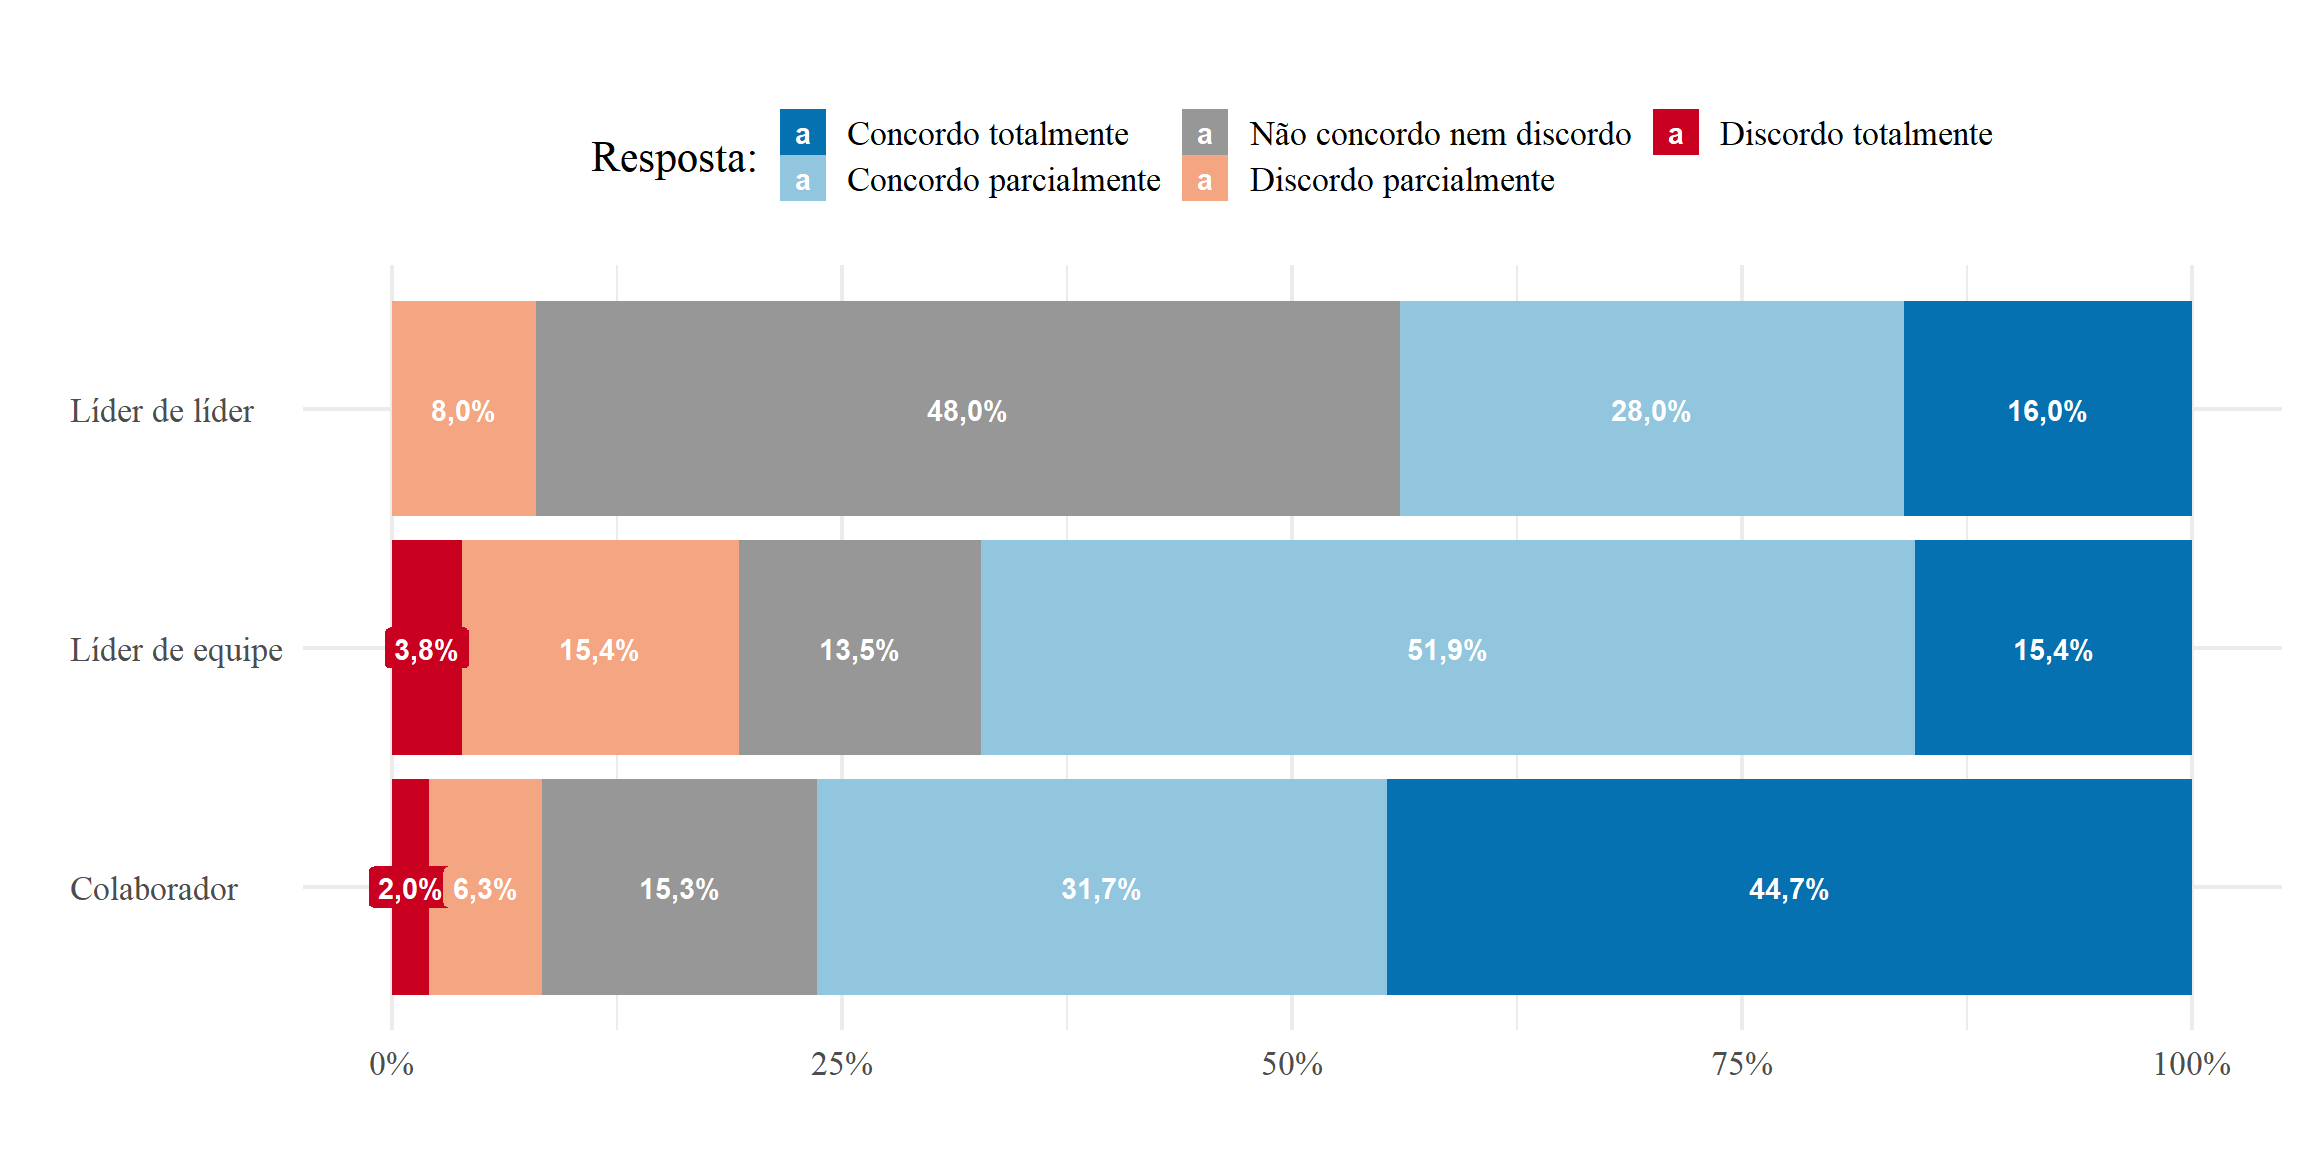 Resposta:
a Concordo totalmente a Não concordo nem discordo a Discordo totalmente
a Concordo parcialmente a Discordo parcialmente
Líder de líder 8,0% 48,0% 28,0% 16,0%
Líder de equipe 3,8% 15,4% 13,5% 51,9% 15,4%
Colaborador 2,0% 6,3% 15,3% 31,7% 44,7%
0% 25% 50% 75% 100%